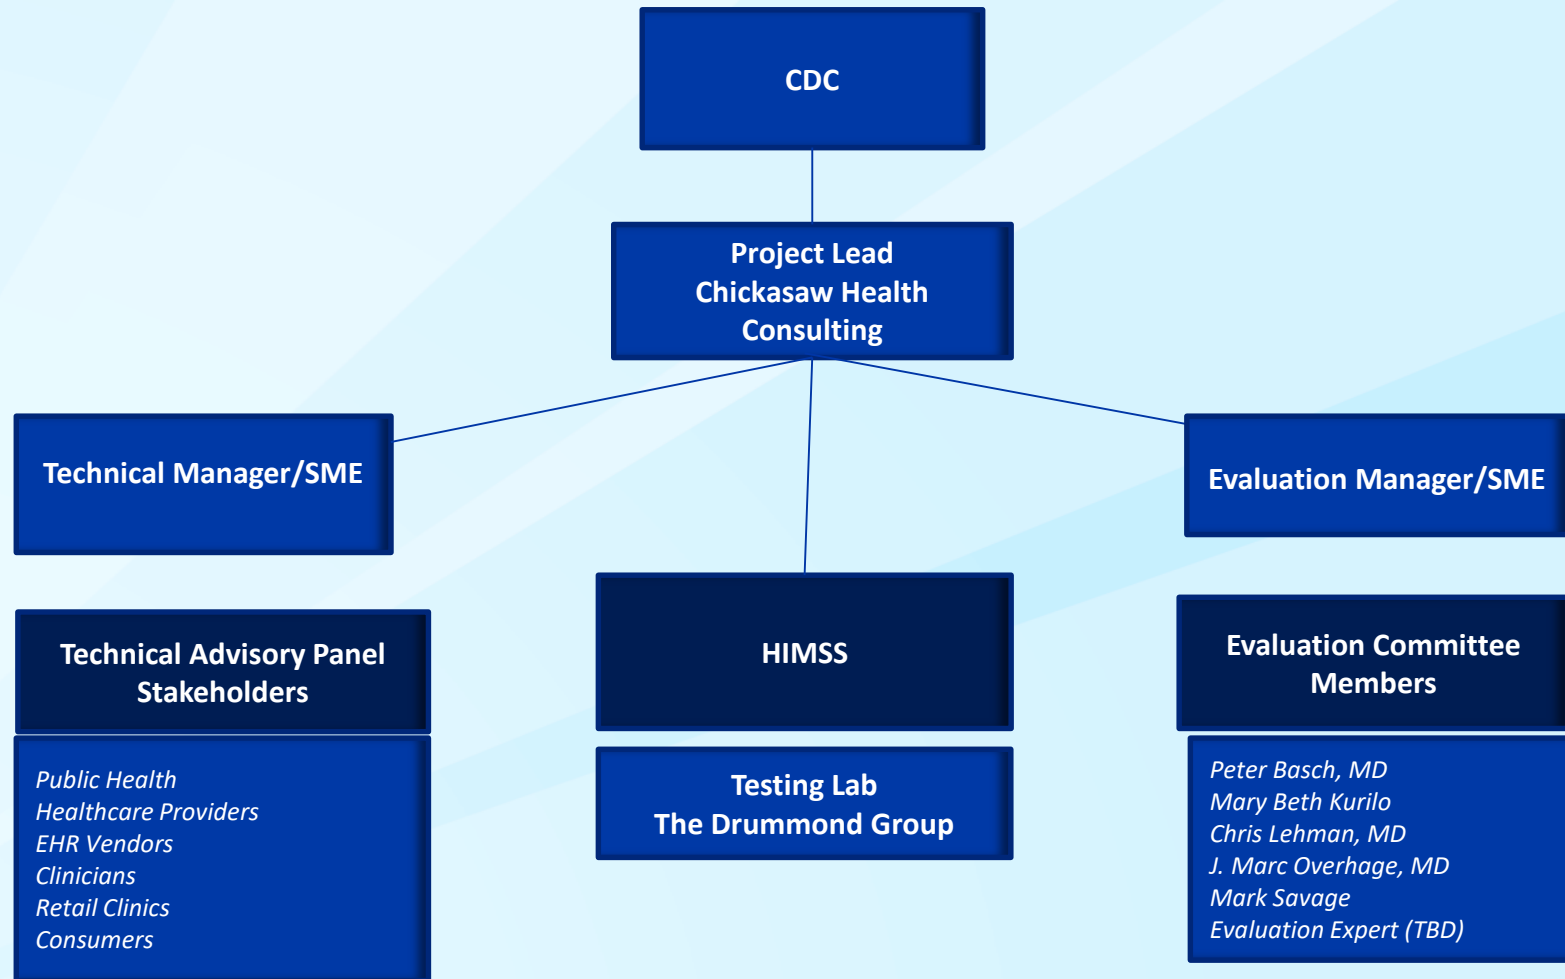 CDC
Project Lead
Chickasaw Health
Consulting
Technical Manager/SME
Evaluation Manager/SME
Technical Advisory Panel
Stakeholders
HIMSS
Evaluation Committee
Members
Public Health
Healthcare Providers
EHR Vendors
Clinicians
Retail Clinics
Consumers
Testing Lab
The Drummond Group
Peter Basch, MD
Mary Beth Kurilo
Chris Lehman, MD
J. Marc Overhage, MD
Mark Savage
Evaluation Expert (TBD)